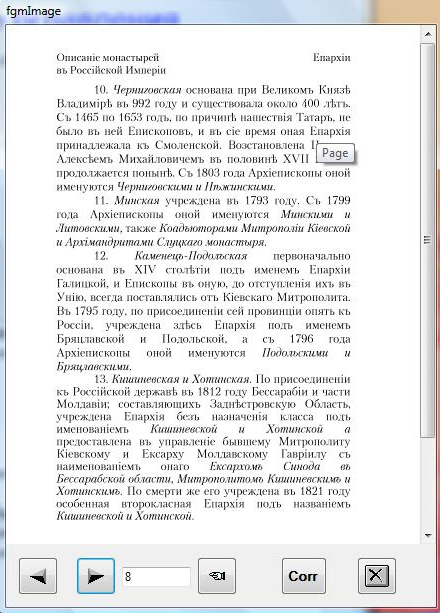 fgmImage
Описаніе монастырей Епархіи
въ Россійской Имперіи
10. Черниговская основана при Великомъ Князѣ
Владимірѣ въ 992 году и существовала около 400 лѣтъ.
Съ 1465 по 1653 годъ, по причинѣ нашествія Татаръ, не
было въ ней Епископовъ, и въ сіе время оная Епархія
принадлежала къ Смоленской. Возстановлена
Page
Алексѣемъ Михайловичемъ въ половинѣ XVII
продолжается понынѣ. Съ 1803 года Архіепископы оной
именуются Черниговскими и Нѣжинскими.
11. Минская учреждена въ 1793 году. Съ 1799
года Архіепископы оной именуются Минскими и
Литовскими, также Коадъюторами Митрополіи Кіевской
и Архімандритами Слуцкаго монастыря.
12. Каменець-Подольская первоначально
основана въ XIV столѣтіи подъ именемъ Епархіи
Галицкой, и Епископы въ оную, до отступленія ихъ въ
Унію, всегда поставлялись отъ Кіевскаго Митрополита.
Въ 1795 году, по присоединеніи сей провинціи опять къ
Россіи, учреждена здѣсь Епархія подъ именемъ
Бряцлавской и Подольской, а съ 1796 года
Архіепископы оной именуются Подольскими и
Бряцлавскими.
13. Кишиневская и Хотинская. По присоединеніи
къ Россійской державѣ въ 1812 году Бессарабіи и части
Молдавіи; составляющихъ Заднѣстровскую Область,
учреждена Епархія безъ назначенія класса подъ
именованіемъ Кишиневской и Хотинской а
предоставлена въ управленіе бывшему Митрополиту
Кіевскому и Ексарху Молдавскому Гавріилу съ
наименованіемъ онаго Ексархомъ Синода въ
Бессарабской области, Митрополитомъ Кишиневскимъ и
Хотинскимъ. По смерти же его учреждена въ 1821 году
особенная второкласная Епархія подъ названіемъ
Кишиневской и Хотинской.
8 Corr